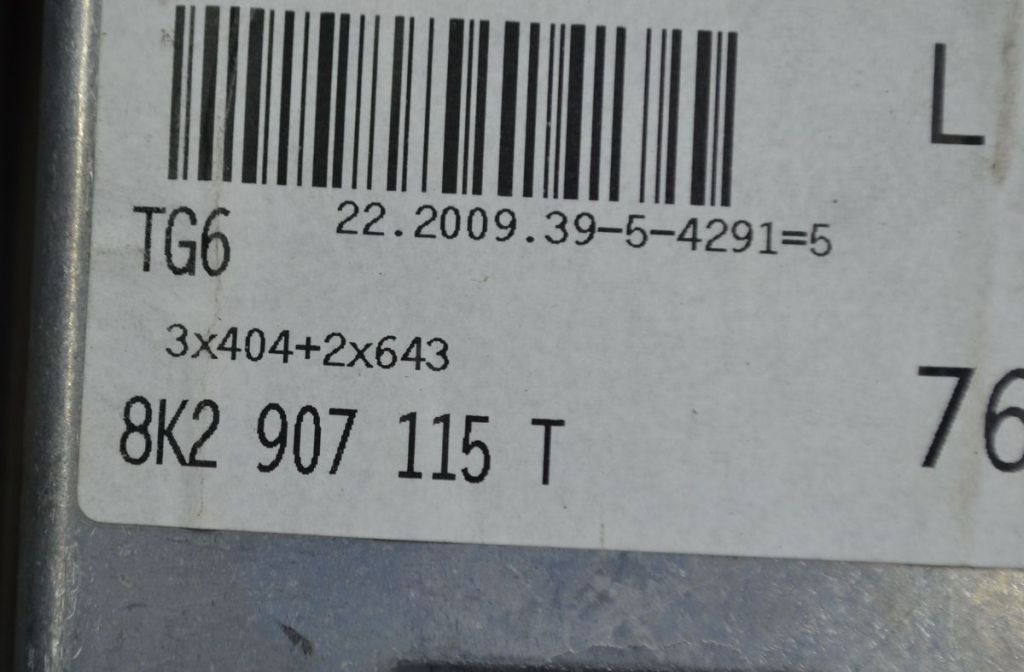 L
TG6 22.2009.39-5-4291=5
3x404+2x643
76
8K2 907 115 T